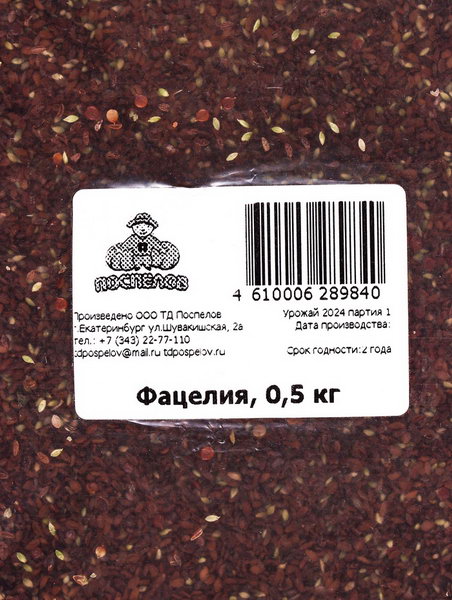 ПОСПЕЛОВ
4 610006 289840
Произведено ООО ТД Поспелов
г.Екатеринбург ул.Шувакишская, 2а
тел.: +7 (343) 22-77-110
tdpospelov@mail.ru tdpospelov.ru
Урожай 2024 партия 1
Дата производства:
Срок годности:2 года
Фацелия, 0,5 кг